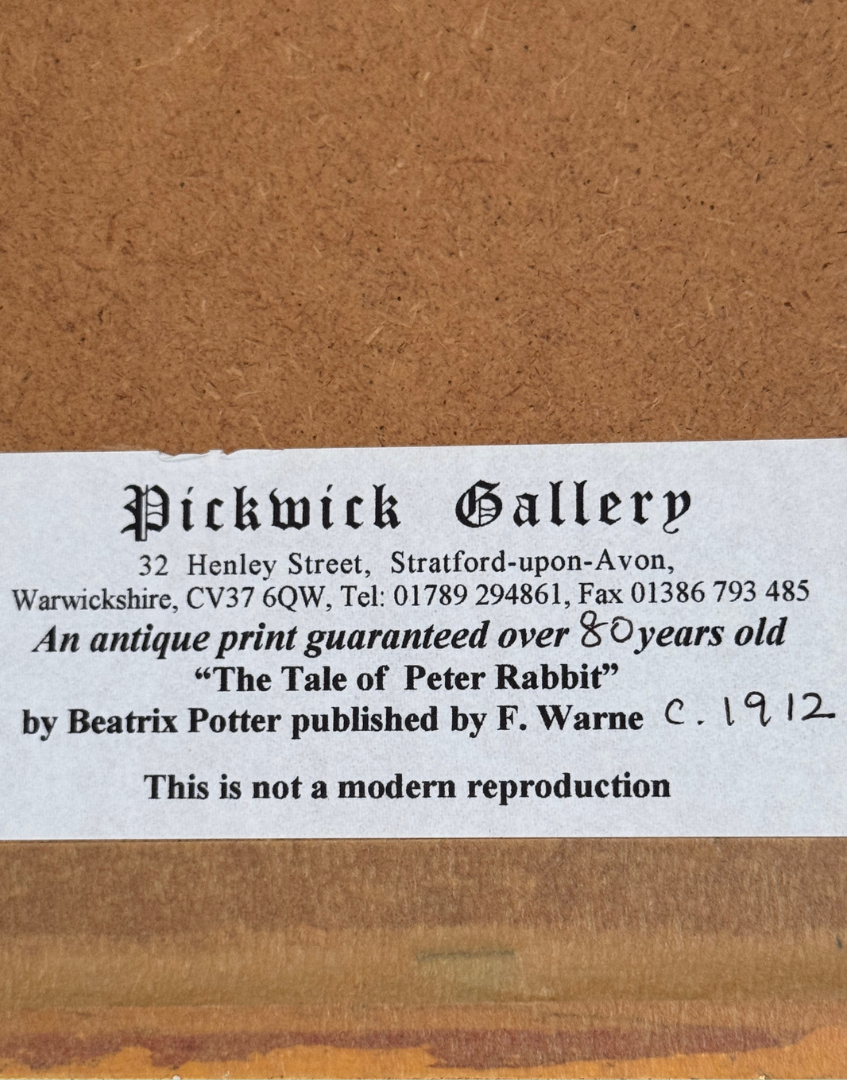 Pickwick Gallery
32 Henley Street, Stratford-upon-Avon,
Warwickshire, CV37 6QW, Tel: 01789 294861, Fax 01386 793 485
An antique print guaranteed over 80 years old
“The Tale of Peter Rabbit”
by Beatrix Potter published by F. Warne C. 1912
This is not a modern reproduction